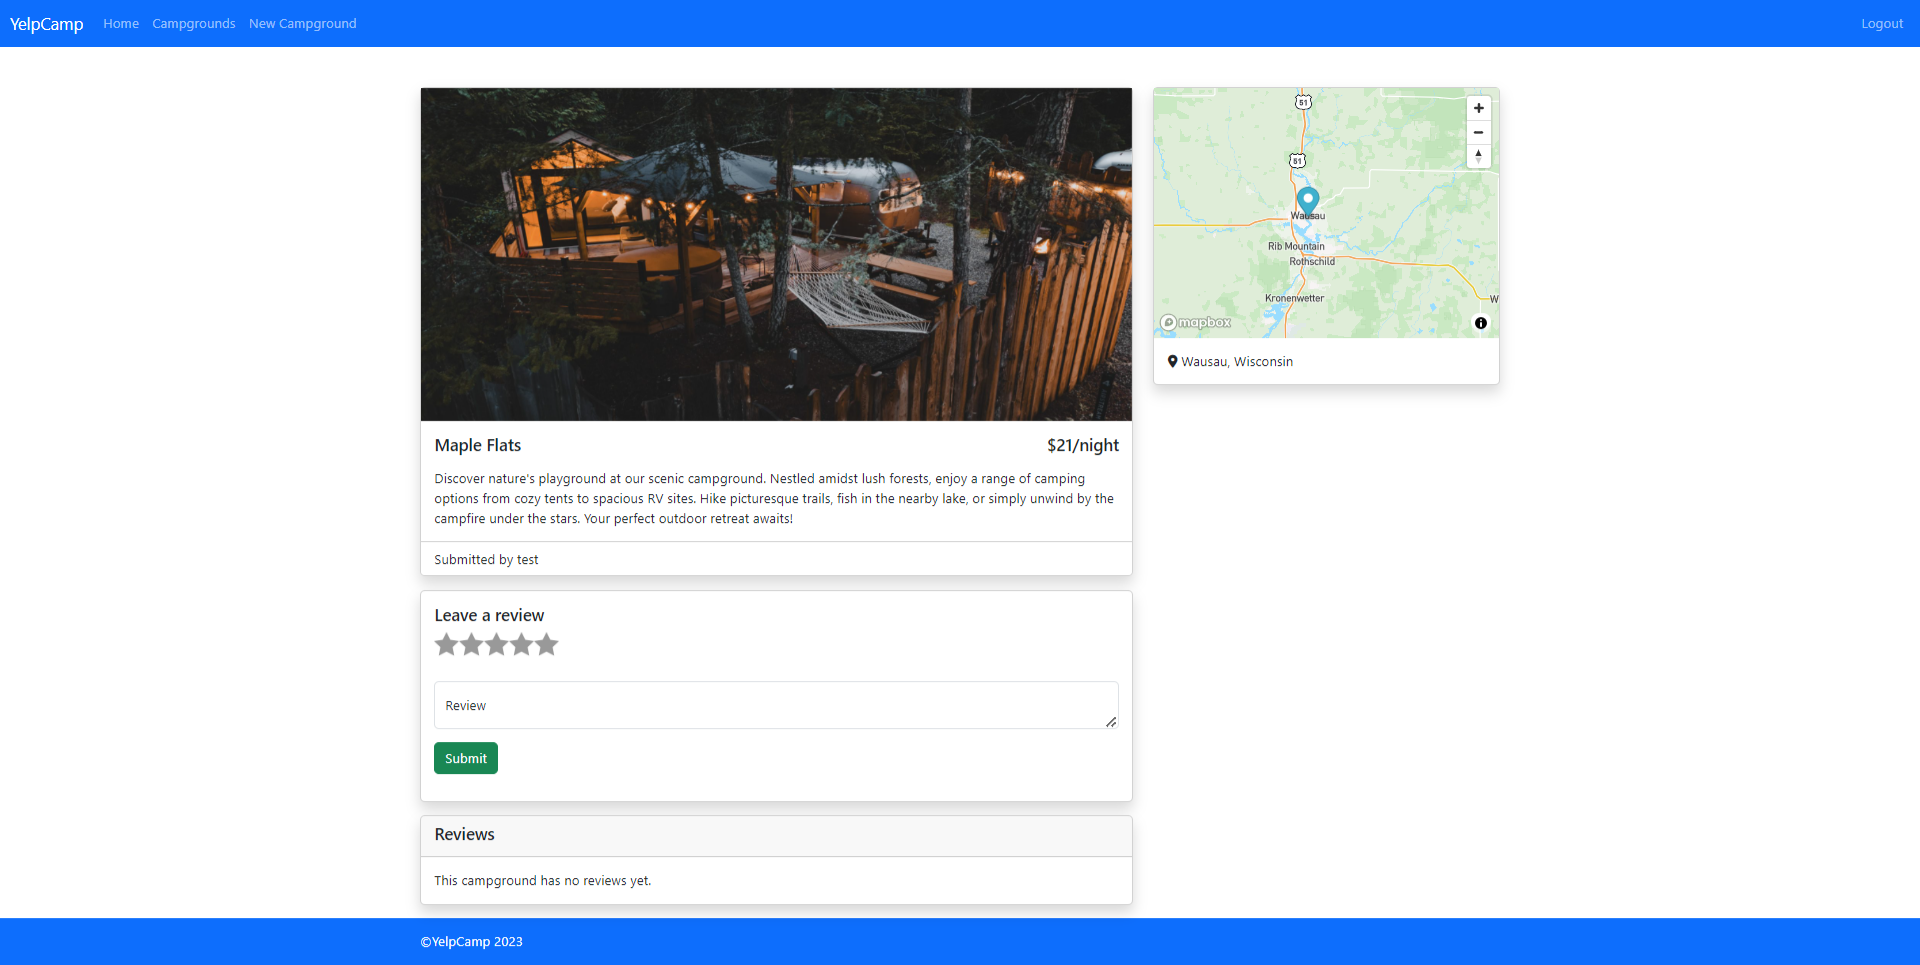 YelpCamp Home Campgrounds New Campground Logout
51
51
Wausau
Rib Mountain
Rothschild
Kronenwetter
W
mapbox
Wausau, Wisconsin
Maple Flats $21/night
Discover nature's playground at our scenic campground. Nestled amidst lush forests, enjoy a range of camping
options from cozy tents to spacious RV sites. Hike picturesque trails, fish in the nearby lake, or simply unwind by the
campfire under the stars. Your perfect outdoor retreat awaits!
Submitted by test
Leave a review
Review
Submit
Reviews
This campground has no reviews yet.
©YelpCamp 2023